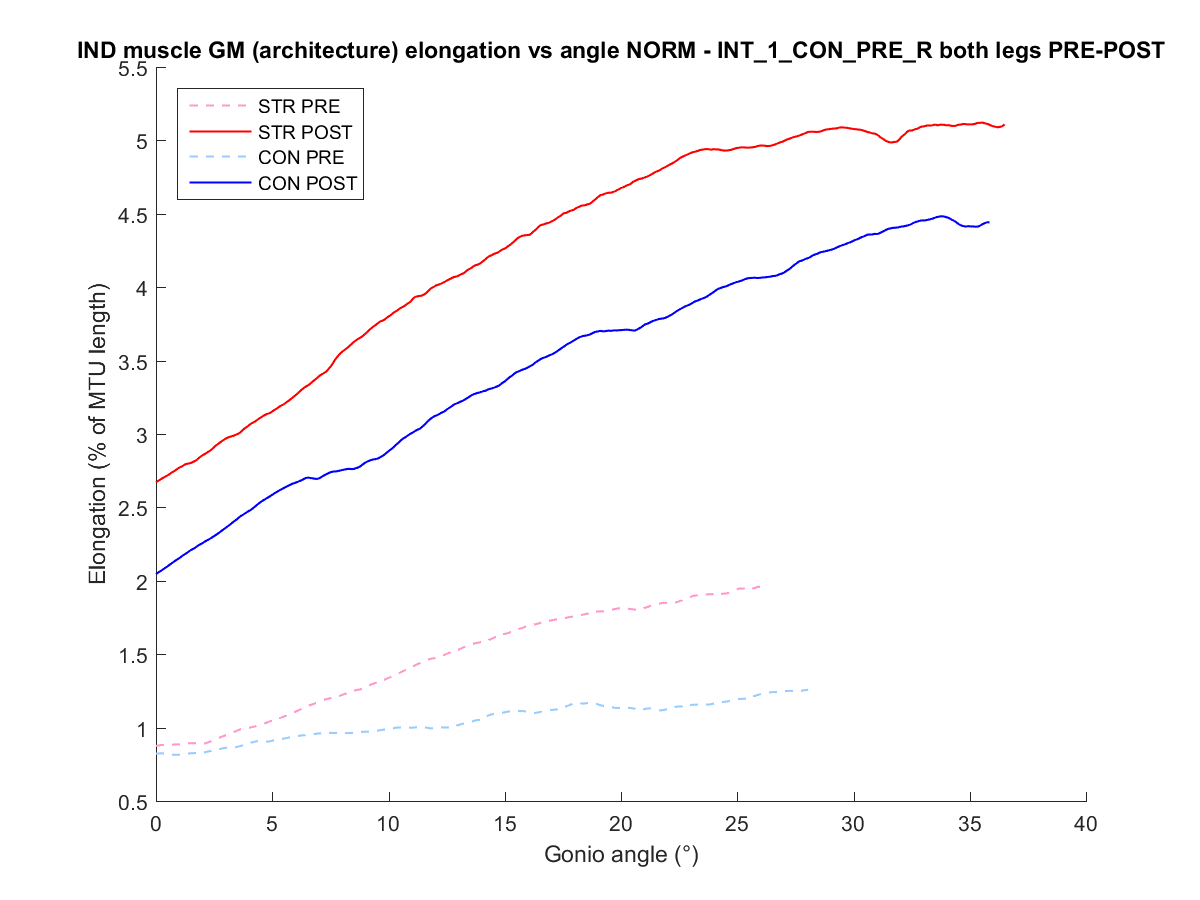 IND muscle GM (architecture) elongation vs angle NORM - INT_1_CON_PRE_R both legs PRE-POST
5.5
5
4.5
4
3.5
3
2.5
2
1.5
1
0.5
STR PRE
STR POST
CON PRE
CON POST
Elongation (% of MTU length)
0 5 10 15 20 25 30 35 40
Gonio angle (°)